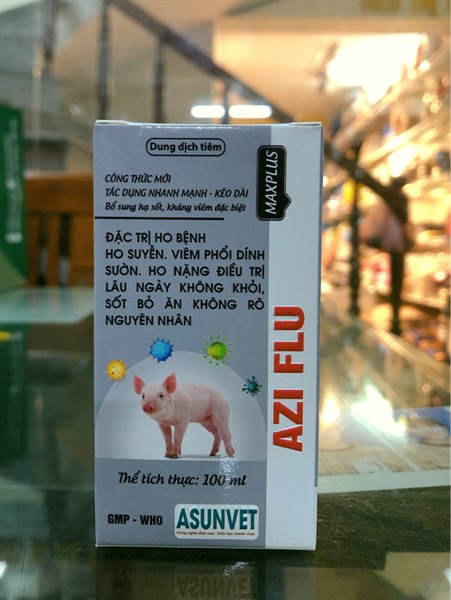 Dung dịch tiêm
CÔNG THỨC MỚI
TÁC DỤNG NHANH MẠNH - KÉO DÀI
Bổ sung hạ sốt, kháng viêm đặc biệt
MAXPLUS
ĐẶC TRỊ HO BỆNH
HO SUYỄN. VIÊM PHỔI DÍNH
SƯỜN. HO NẶNG ĐIỀU TRỊ
LÂU NGÀY KHÔNG KHỎI,
SỐT BỎ ĂN KHÔNG RÕ
NGUYÊN NHÂN
AZI FLU
Thể tích thực: 100 ml
GMP - WHO
ASUNVET